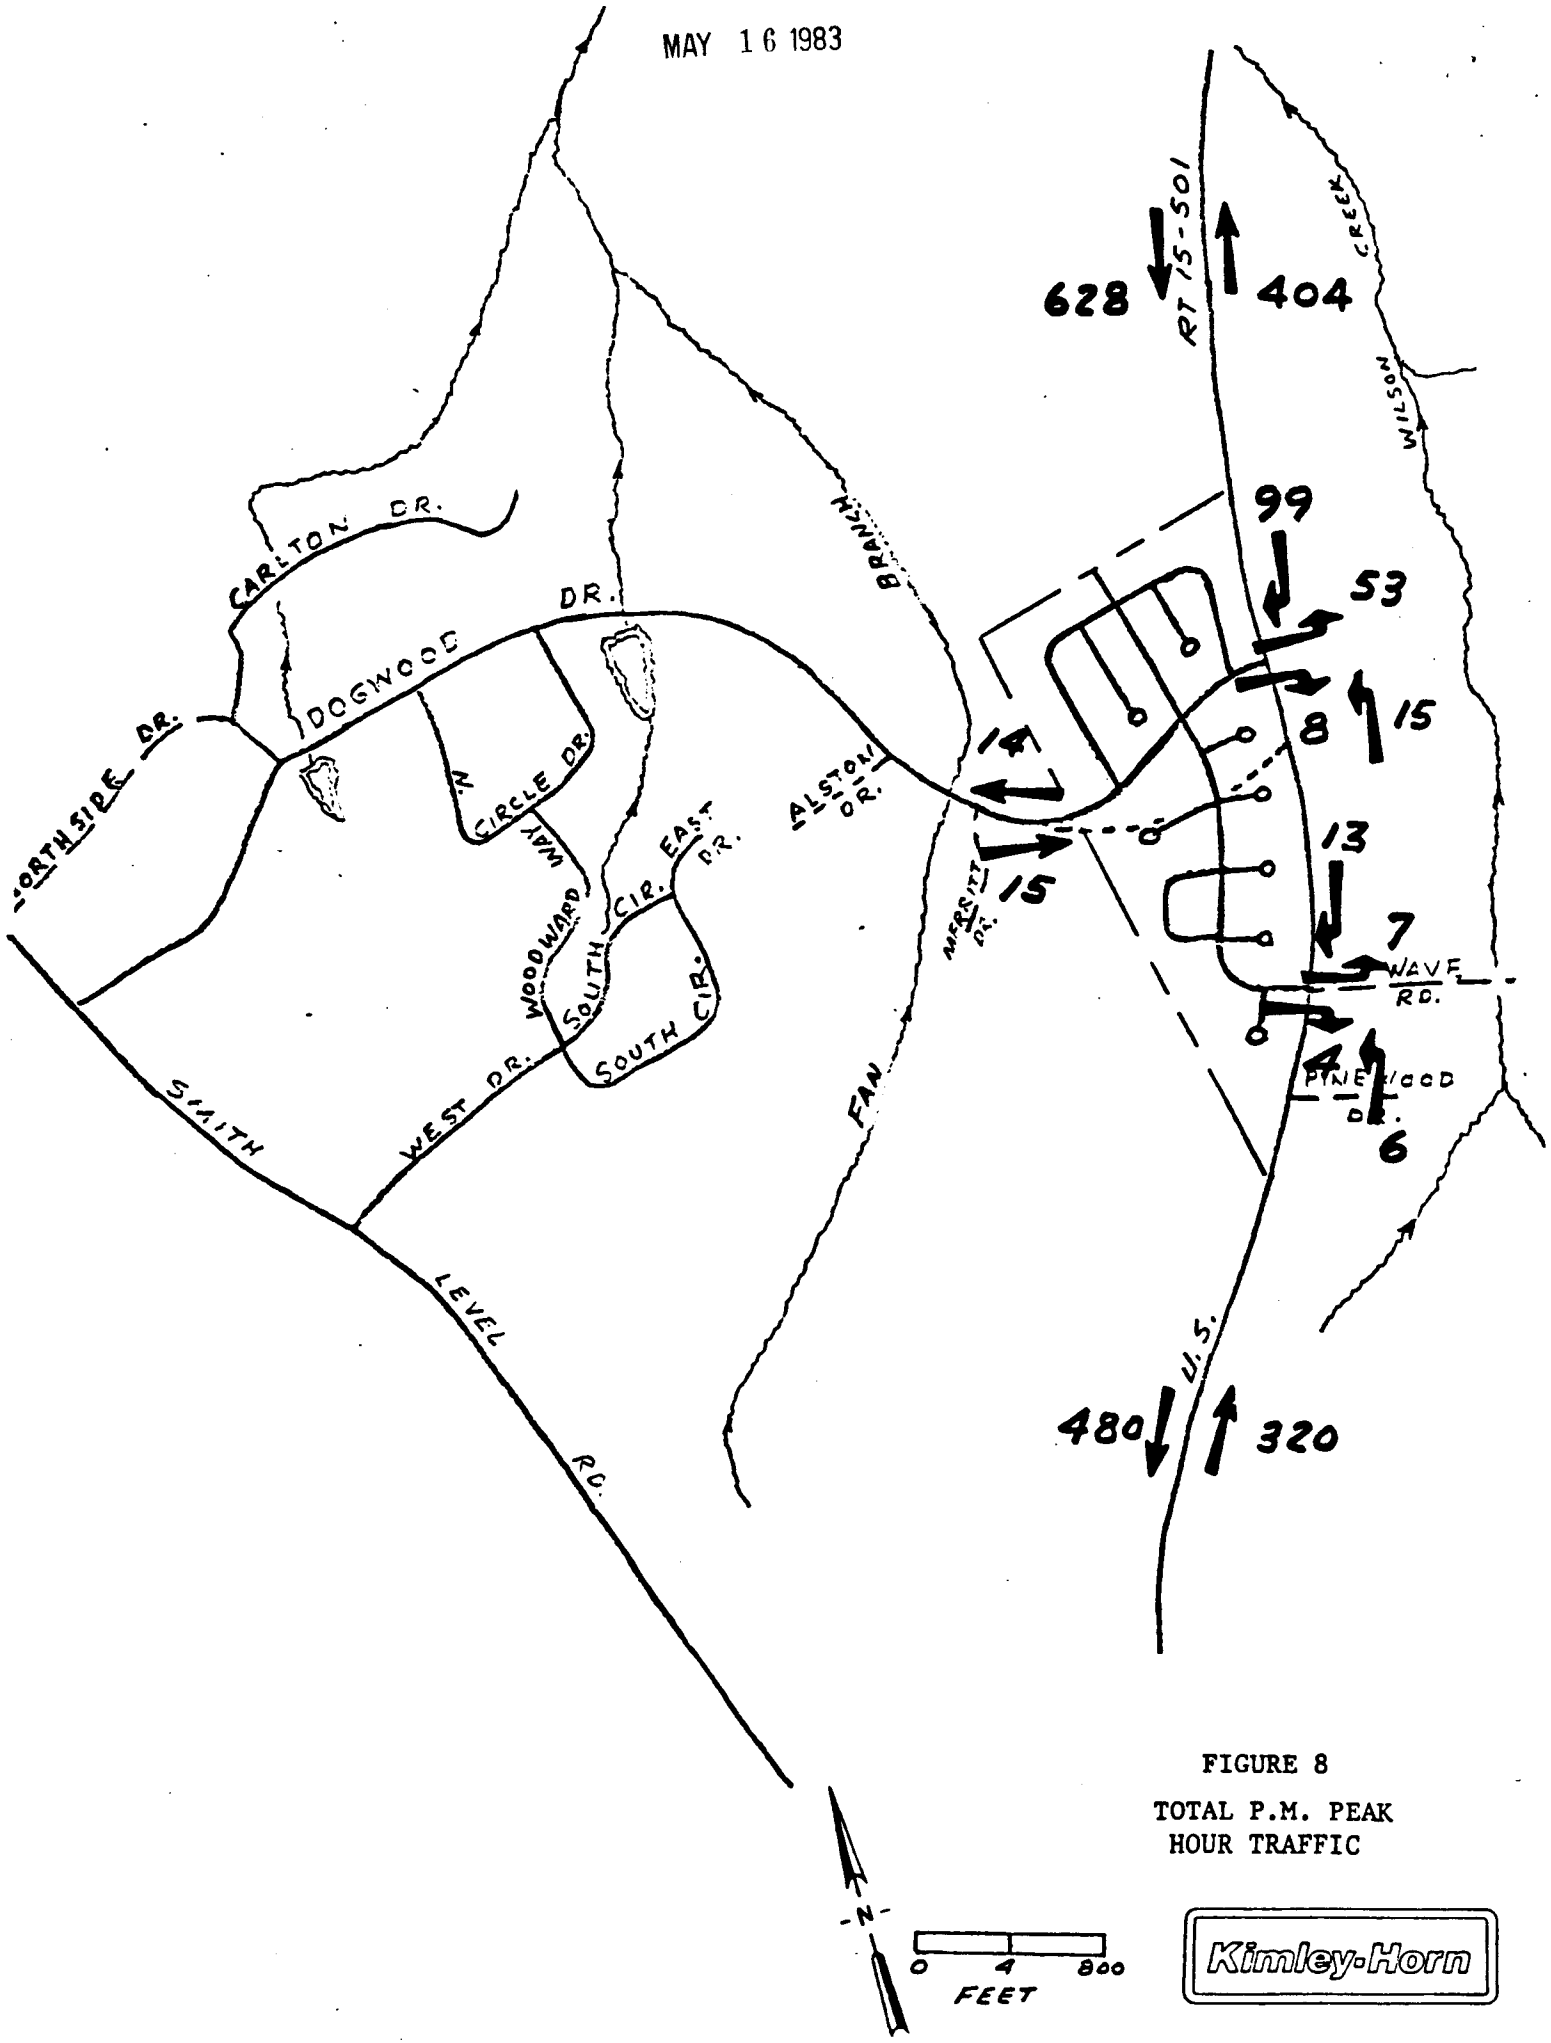 MAY 16 1983
RT 15-501
628
404
CREEK
WILSON
99
53
CARLTON DR.
BRANCH
DOGWOOD DR.
NORTHSIDE DR.
8
15
14
N. CIRCLE DR.
ALSTON
DR.
WOODWARD WAY
EAST
DR.
SOUTH CIR.
MERRITT
DR.
15
13
7
WAVE
RD.
4
PINEWOOD
DR.
6
SOUTH CIR.
WEST DR.
FAN
SMITH LEVEL RD.
U.S.
480
320
FIGURE 8
TOTAL P.M. PEAK
HOUR TRAFFIC
-N-
0 4 800
FEET
Kimley-Horn